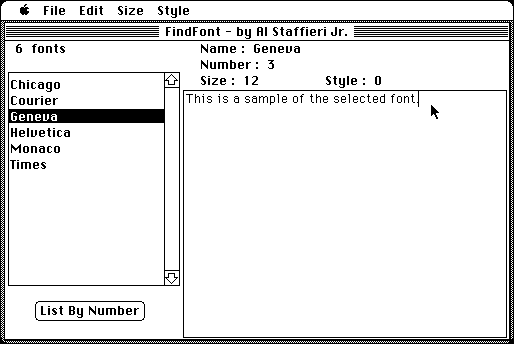 File Edit Size Style
FindFont - by Al Staffieri Jr.
6 fonts
Name : Geneva
Number : 3
Size : 12 Style : 0
Chicago
Courier
Geneva
Helvetica
Monaco
Times
List By Number
This is a sample of the selected font.